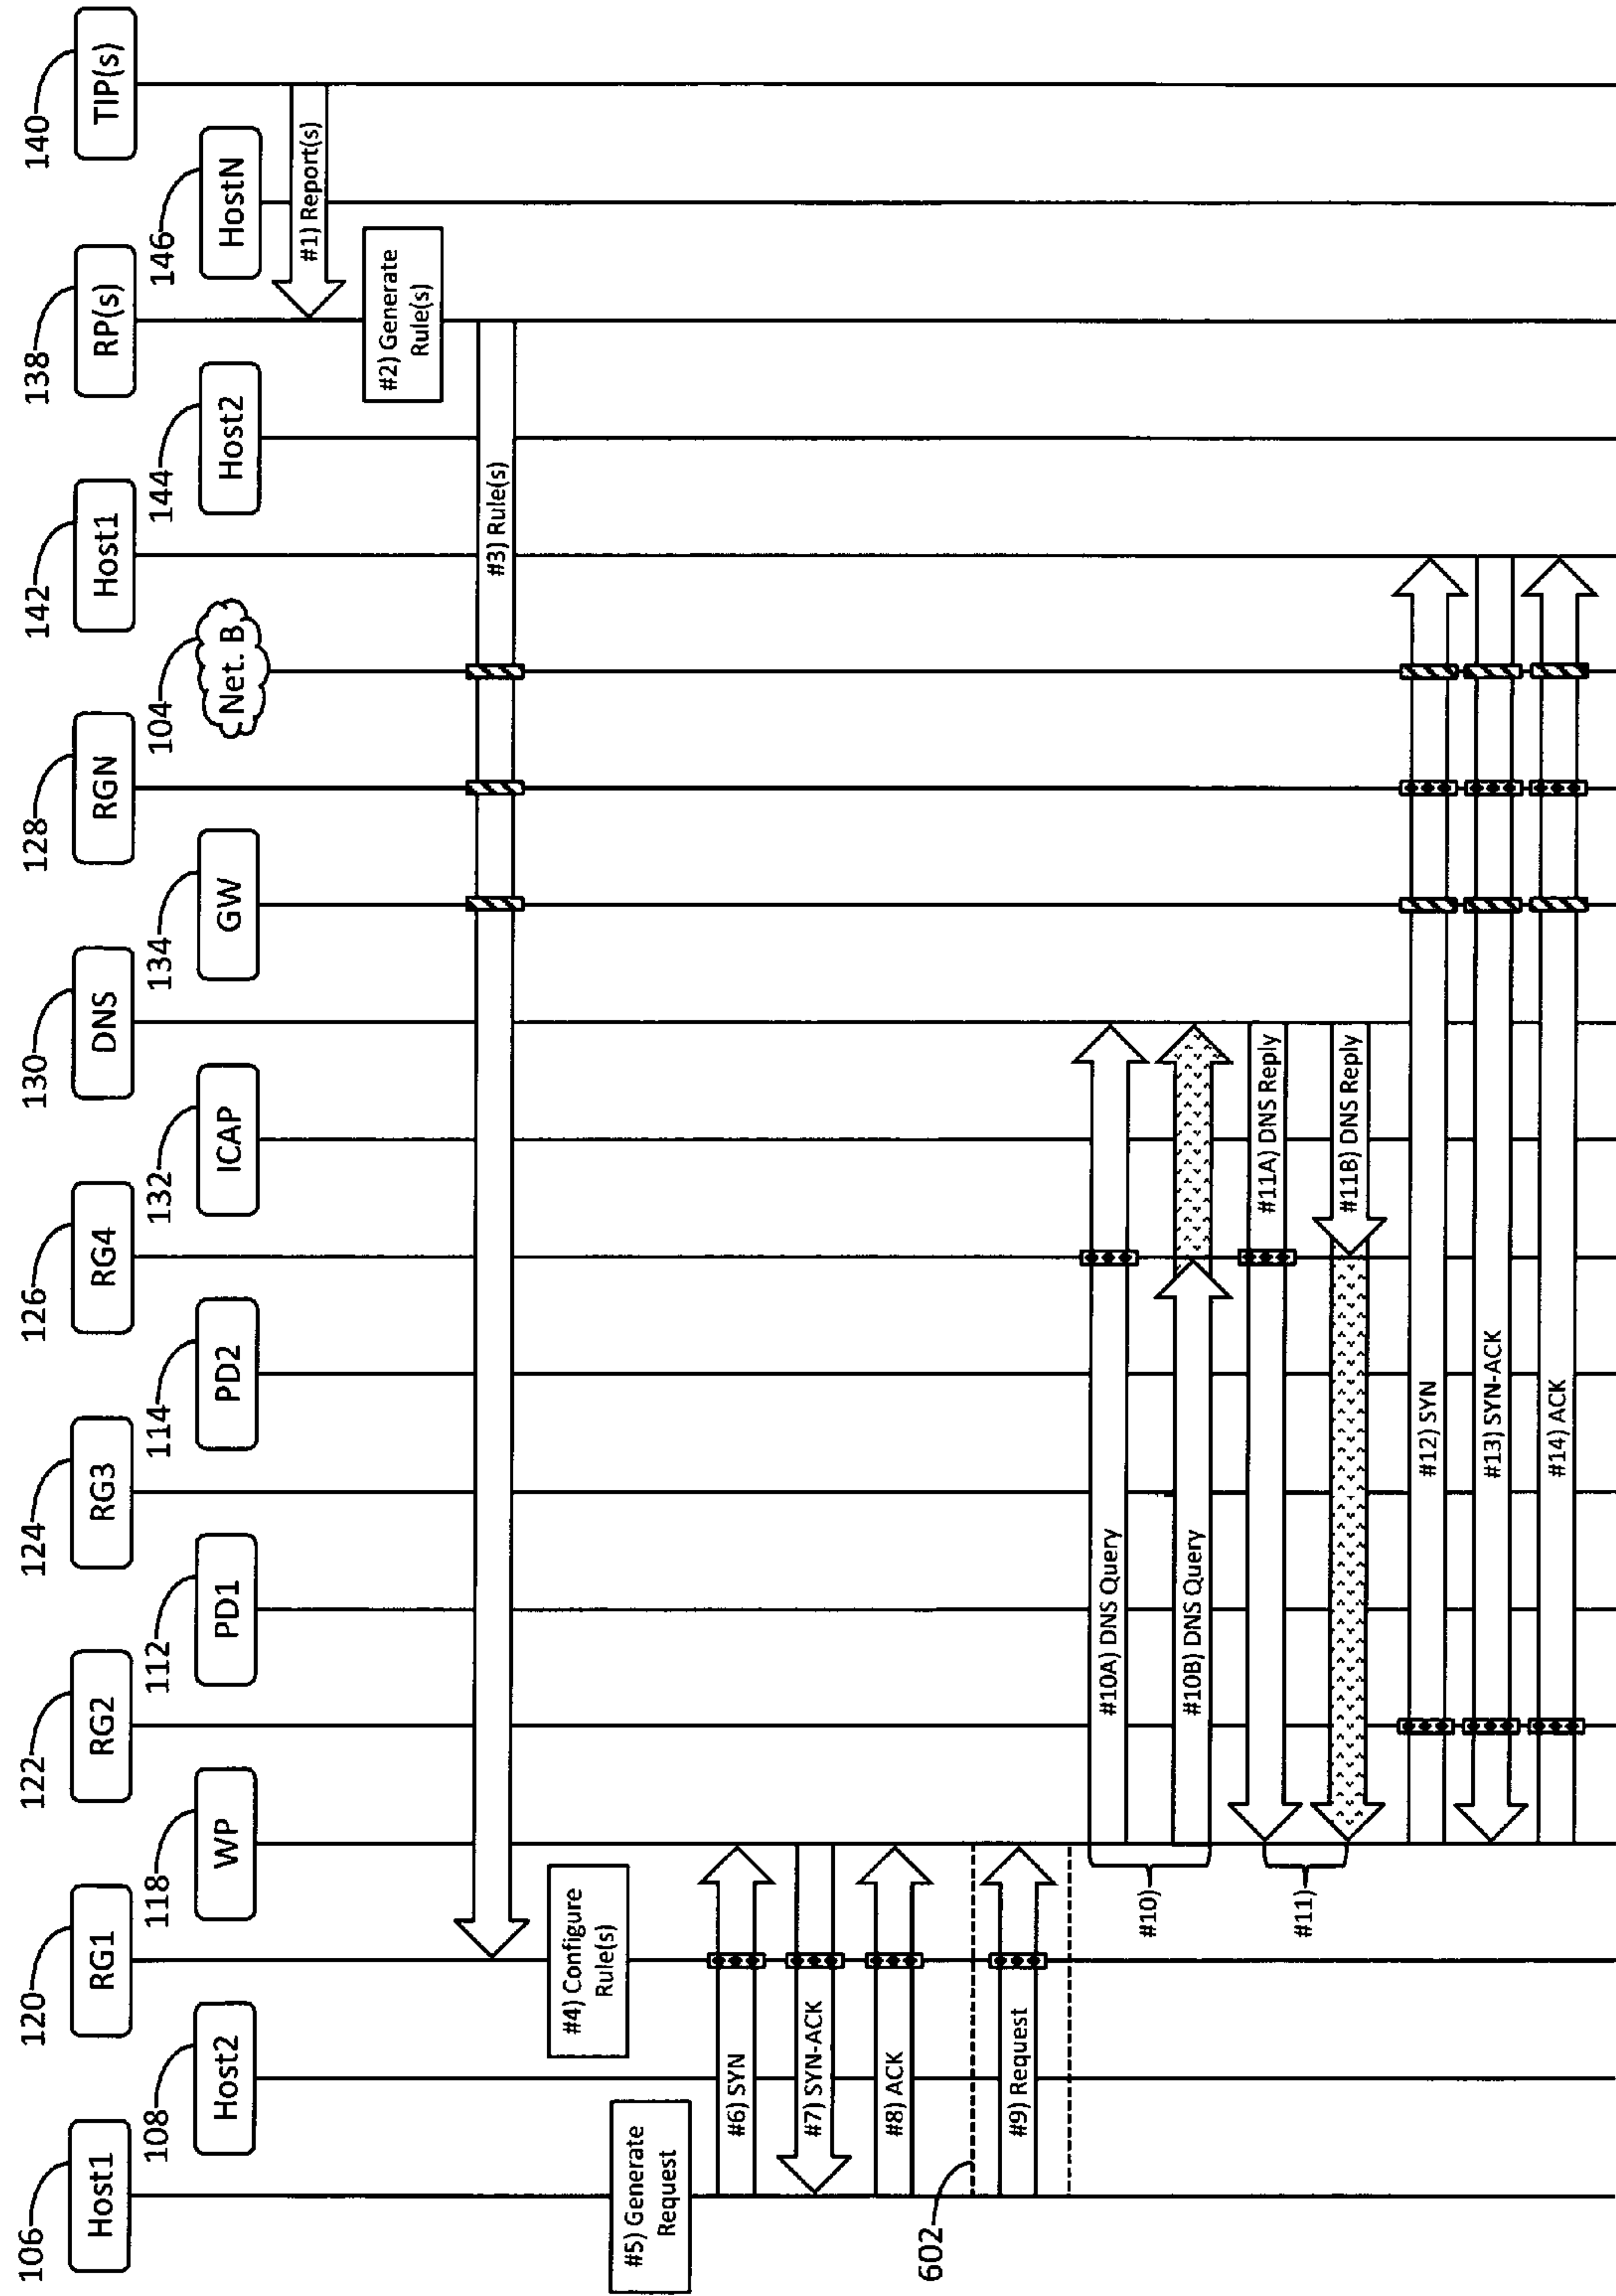 106
Host1
108
Host2
120
RG1
118
WP
122
RG2
112
PD1
124
RG3
114
PD2
126
RG4
132
ICAP
130
DNS
134
GW
128
RGN
104
Net. B
142
Host1
144
Host2
138
RP(s)
146
HostN
140
TIP(s)
#1) Report(s)
#2) Generate
Rule(s)
#3) Rule(s)
#4) Configure
Rule(s)
#5) Generate
Request
#6) SYN
#7) SYN-ACK
#8) ACK
602
#9) Request
#10)
#10A) DNS Query
#10B) DNS Query
#11)
#11A) DNS Reply
#11B) DNS Reply
#12) SYN
#13) SYN-ACK
#14) ACK